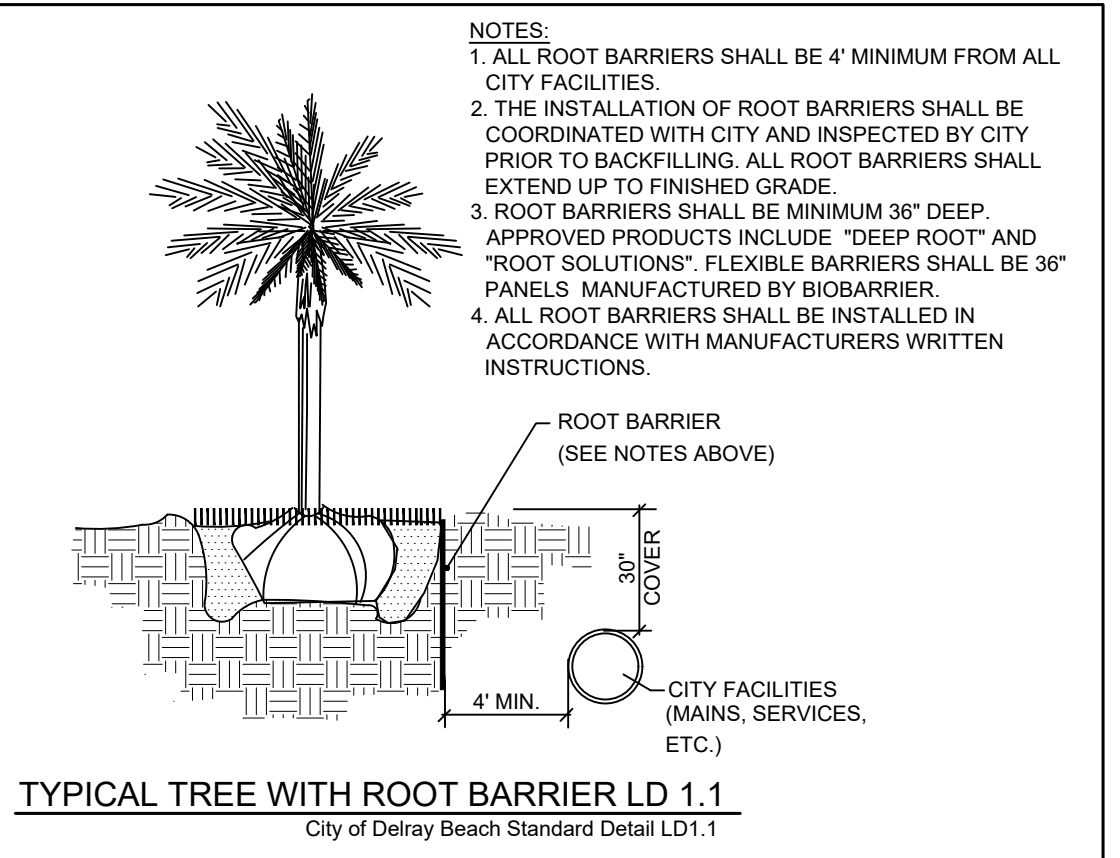 NOTES:
1. ALL ROOT BARRIERS SHALL BE 4' MINIMUM FROM ALL
CITY FACILITIES.
2. THE INSTALLATION OF ROOT BARRIERS SHALL BE
COORDINATED WITH CITY AND INSPECTED BY CITY
PRIOR TO BACKFILLING. ALL ROOT BARRIERS SHALL
EXTEND UP TO FINISHED GRADE.
3. ROOT BARRIERS SHALL BE MINIMUM 36" DEEP.
APPROVED PRODUCTS INCLUDE "DEEP ROOT" AND
"ROOT SOLUTIONS". FLEXIBLE BARRIERS SHALL BE 36"
PANELS MANUFACTURED BY BIOBARRIER.
4. ALL ROOT BARRIERS SHALL BE INSTALLED IN
ACCORDANCE WITH MANUFACTURERS WRITTEN
INSTRUCTIONS.
ROOT BARRIER
(SEE NOTES ABOVE)
30"
COVER
4' MIN.
CITY FACILITIES
(MAINS, SERVICES,
ETC.)
TYPICAL TREE WITH ROOT BARRIER LD 1.1
City of Delray Beach Standard Detail LD1.1